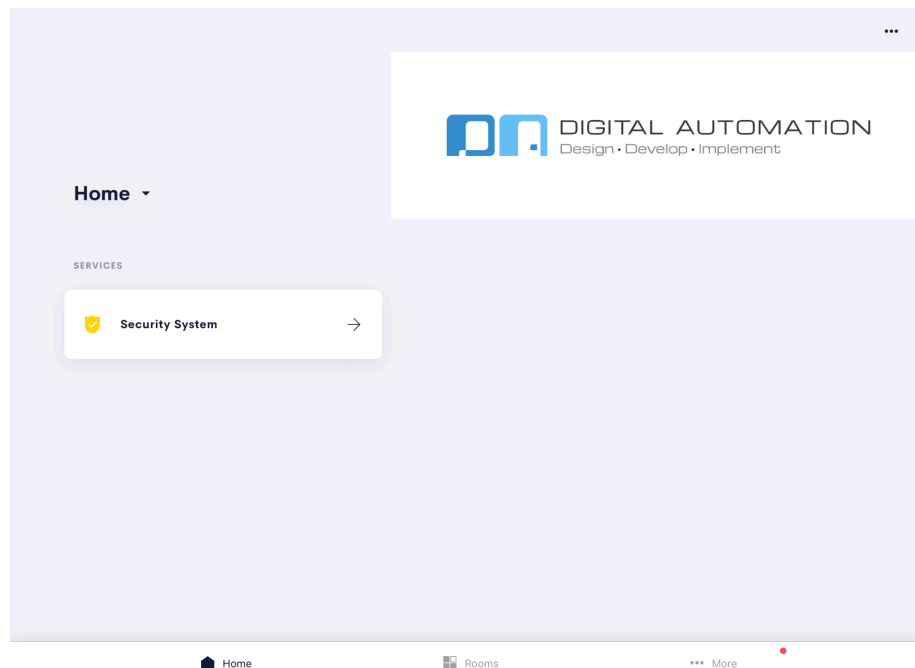 DIGITAL AUTOMATION
Design • Develop • Implement
Home
SERVICES
Security System
Home
Rooms
More